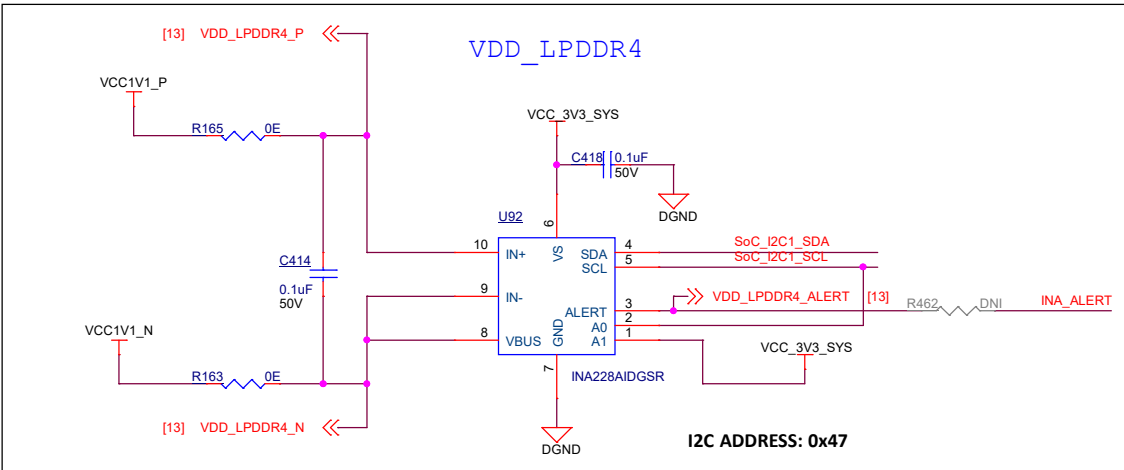 [13] VDD_LPDDR4_P
VDD_LPDDR4
VCC1V1_P
VCC_3V3_SYS
R165 0E
C418 0.1uF
50V
DGND
U92
6
VS
10 IN+
SDA 4 SoC_I2C1_SDA
SCL 5 SoC_I2C1_SCL
C414
0.1uF
50V
9 IN-
VDD_LPDDR4_ALERT [13]
ALERT 3
R462 DNI INA_ALERT
A0 2
8 VBUS
GND
A1 1
VCC1V1_N
VCC_3V3_SYS
7
INA228AIDGSR
R163 0E
[13] VDD_LPDDR4_N
DGND
I2C ADDRESS: 0x47